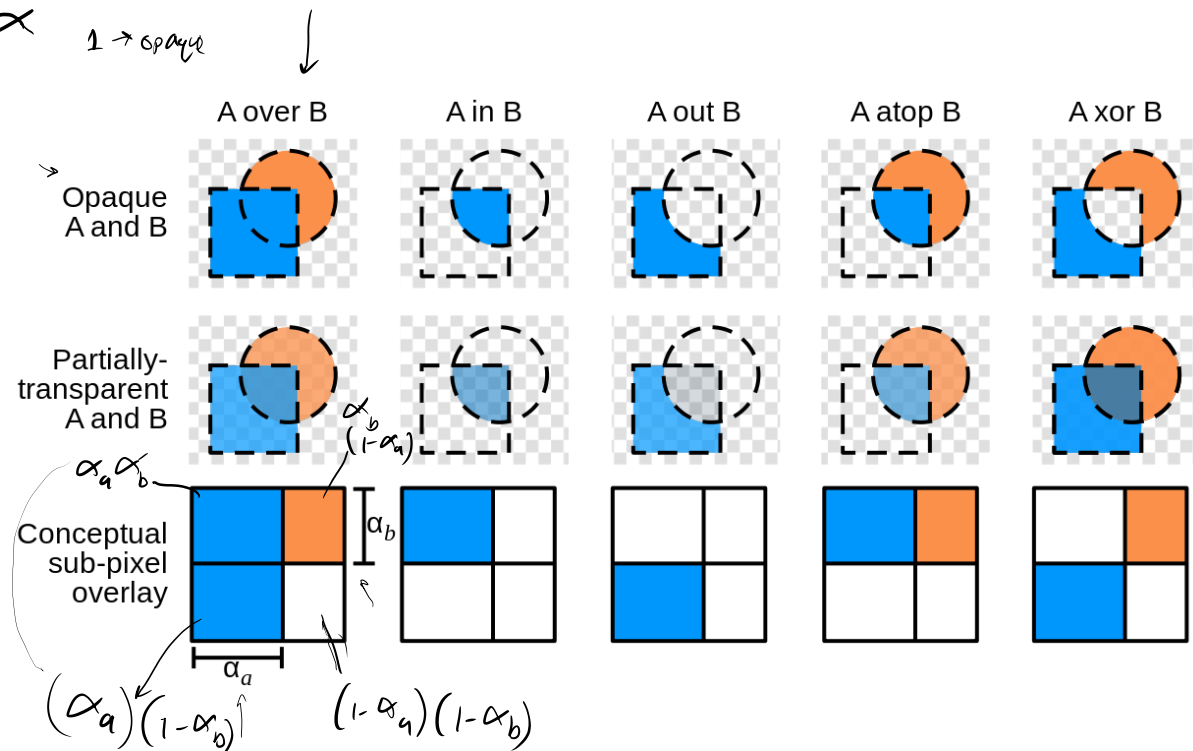 α
1 → opaque
A over B
A in B
A out B
A atop B
A xor B
Opaque
A and B
Partially-
transparent
A and B
α_b
(1-α_a)
α_a α_b
Conceptual
sub-pixel
overlay
α_b
α_a
(α_a)(1-α_b)
(1-α_a)(1-α_b)